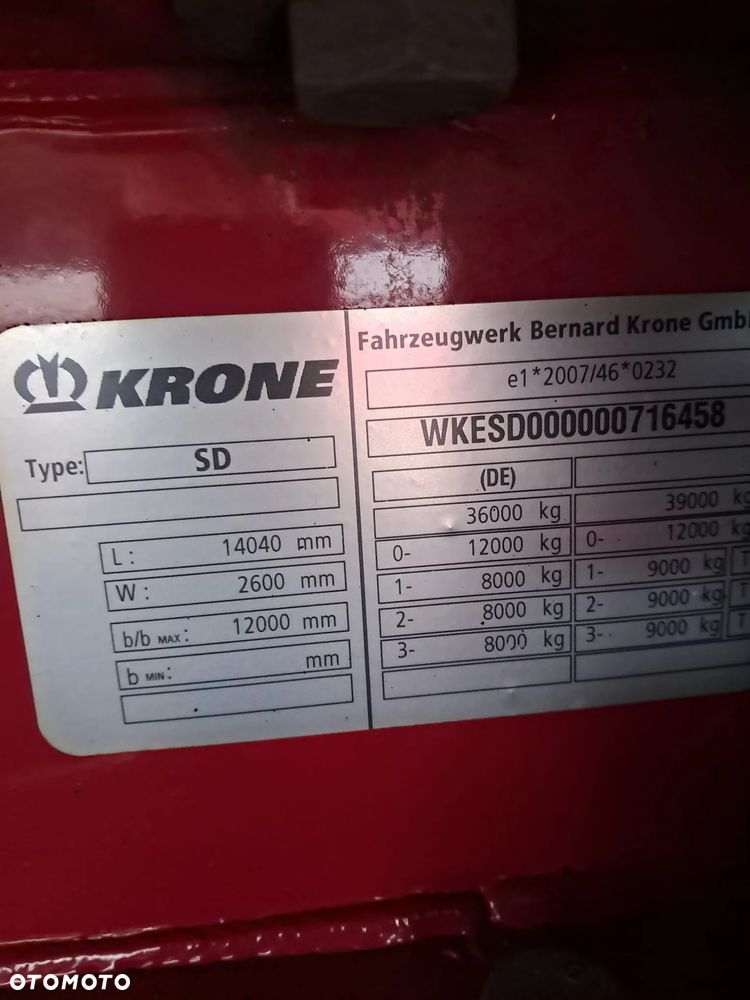 KRONE
Type: SD
L: 14040 mm
W: 2600 mm
b/b MAX: 12000 mm
b MIN: mm
Fahrzeugwerk Bernard Krone
e1*2007/46*0232
WKESD000000716458
(DE)
36000 kg 39000 kg
0- 12000 kg 0- 12000 kg
1- 8000 kg 1- 9000 kg
2- 8000 kg 2- 9000 kg
3- 8000 kg 3- 9000 kg
OTOMOTO